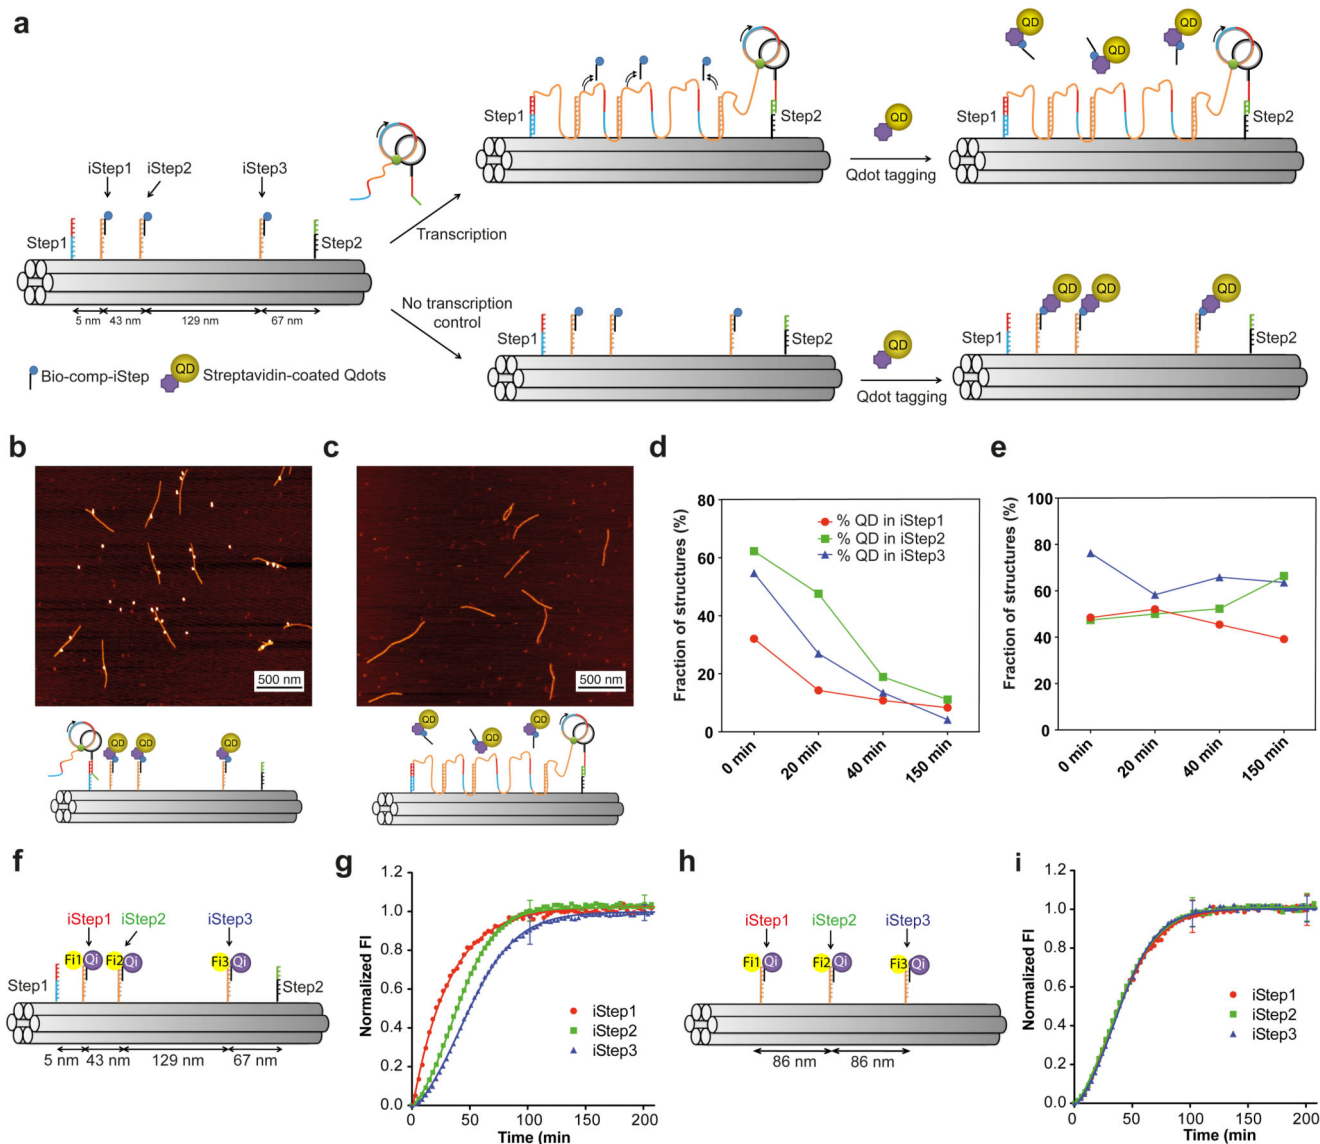 a
QD
QD
QD
Step1
Step2
QD
Qdot tagging
Step1
Step2
iStep1
iStep2
iStep3
Transcription
Step1
Step2
No transcription
control
5 nm
43 nm
129 nm
67 nm
Bio-comp-iStep
QD
Streptavidin-coated Qdots
Step1
Step2
QD
Qdot tagging
QD
QD
QD
Step1
Step2
b
500 nm
QD
QD
QD
c
500 nm
QD
QD
QD
d
Fraction of structures (%)
80
60
40
20
0
% QD in iStep1
% QD in iStep2
% QD in iStep3
0 min
20 min
40 min
150 min
e
Fraction of structures (%)
100
80
60
40
20
0
0 min
20 min
40 min
150 min
f
iStep1
iStep2
iStep3
Fi1
Qi
Fi2
Qi
Fi3
Qi
Step1
Step2
5 nm
43 nm
129 nm
67 nm
g
Normalized FI
1.2
1.0
0.8
0.6
0.4
0.2
0.0
iStep1
iStep2
iStep3
0
50
100
150
200
Time (min
h
iStep1
iStep2
iStep3
Fi1
Qi
Fi2
Qi
Fi3
Qi
86 nm
86 nm
i
Normalized FI
1.2
1.0
0.8
0.6
0.4
0.2
0.0
iStep1
iStep2
iStep3
0
50
100
150
200
Time (min